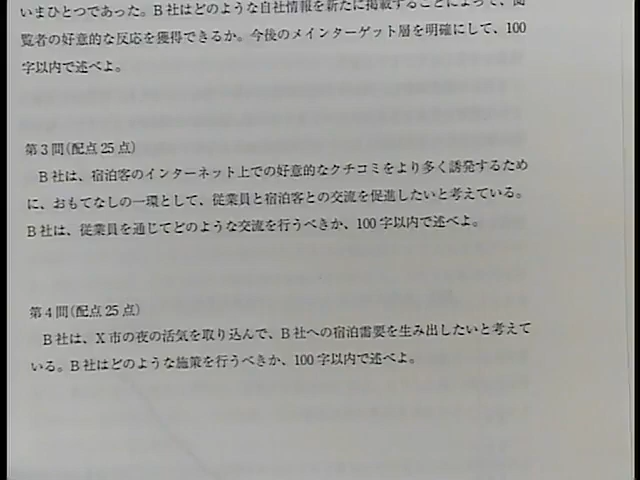 いまひとつであった。B社はどのような自社情報を新たに掲載することによって、閲
覧者の好意的な反応を獲得できるか。今後のメインターゲット層を明確にして、100
字以内で述べよ。
第3問(配点25点)
B社は、宿泊客のインターネット上での好意的なクチコミをより多く誘発するため
に、おもてなしの一環として、従業員と宿泊客との交流を促進したいと考えている。
B社は、従業員を通じてどのような交流を行うべきか、100字以内で述べよ。
第4問(配点25点)
B社は、X市の夜の活気を取り込んで、B社への宿泊需要を生み出したいと考えて
いる。B社はどのような施策を行うべきか、100字以内で述べよ。